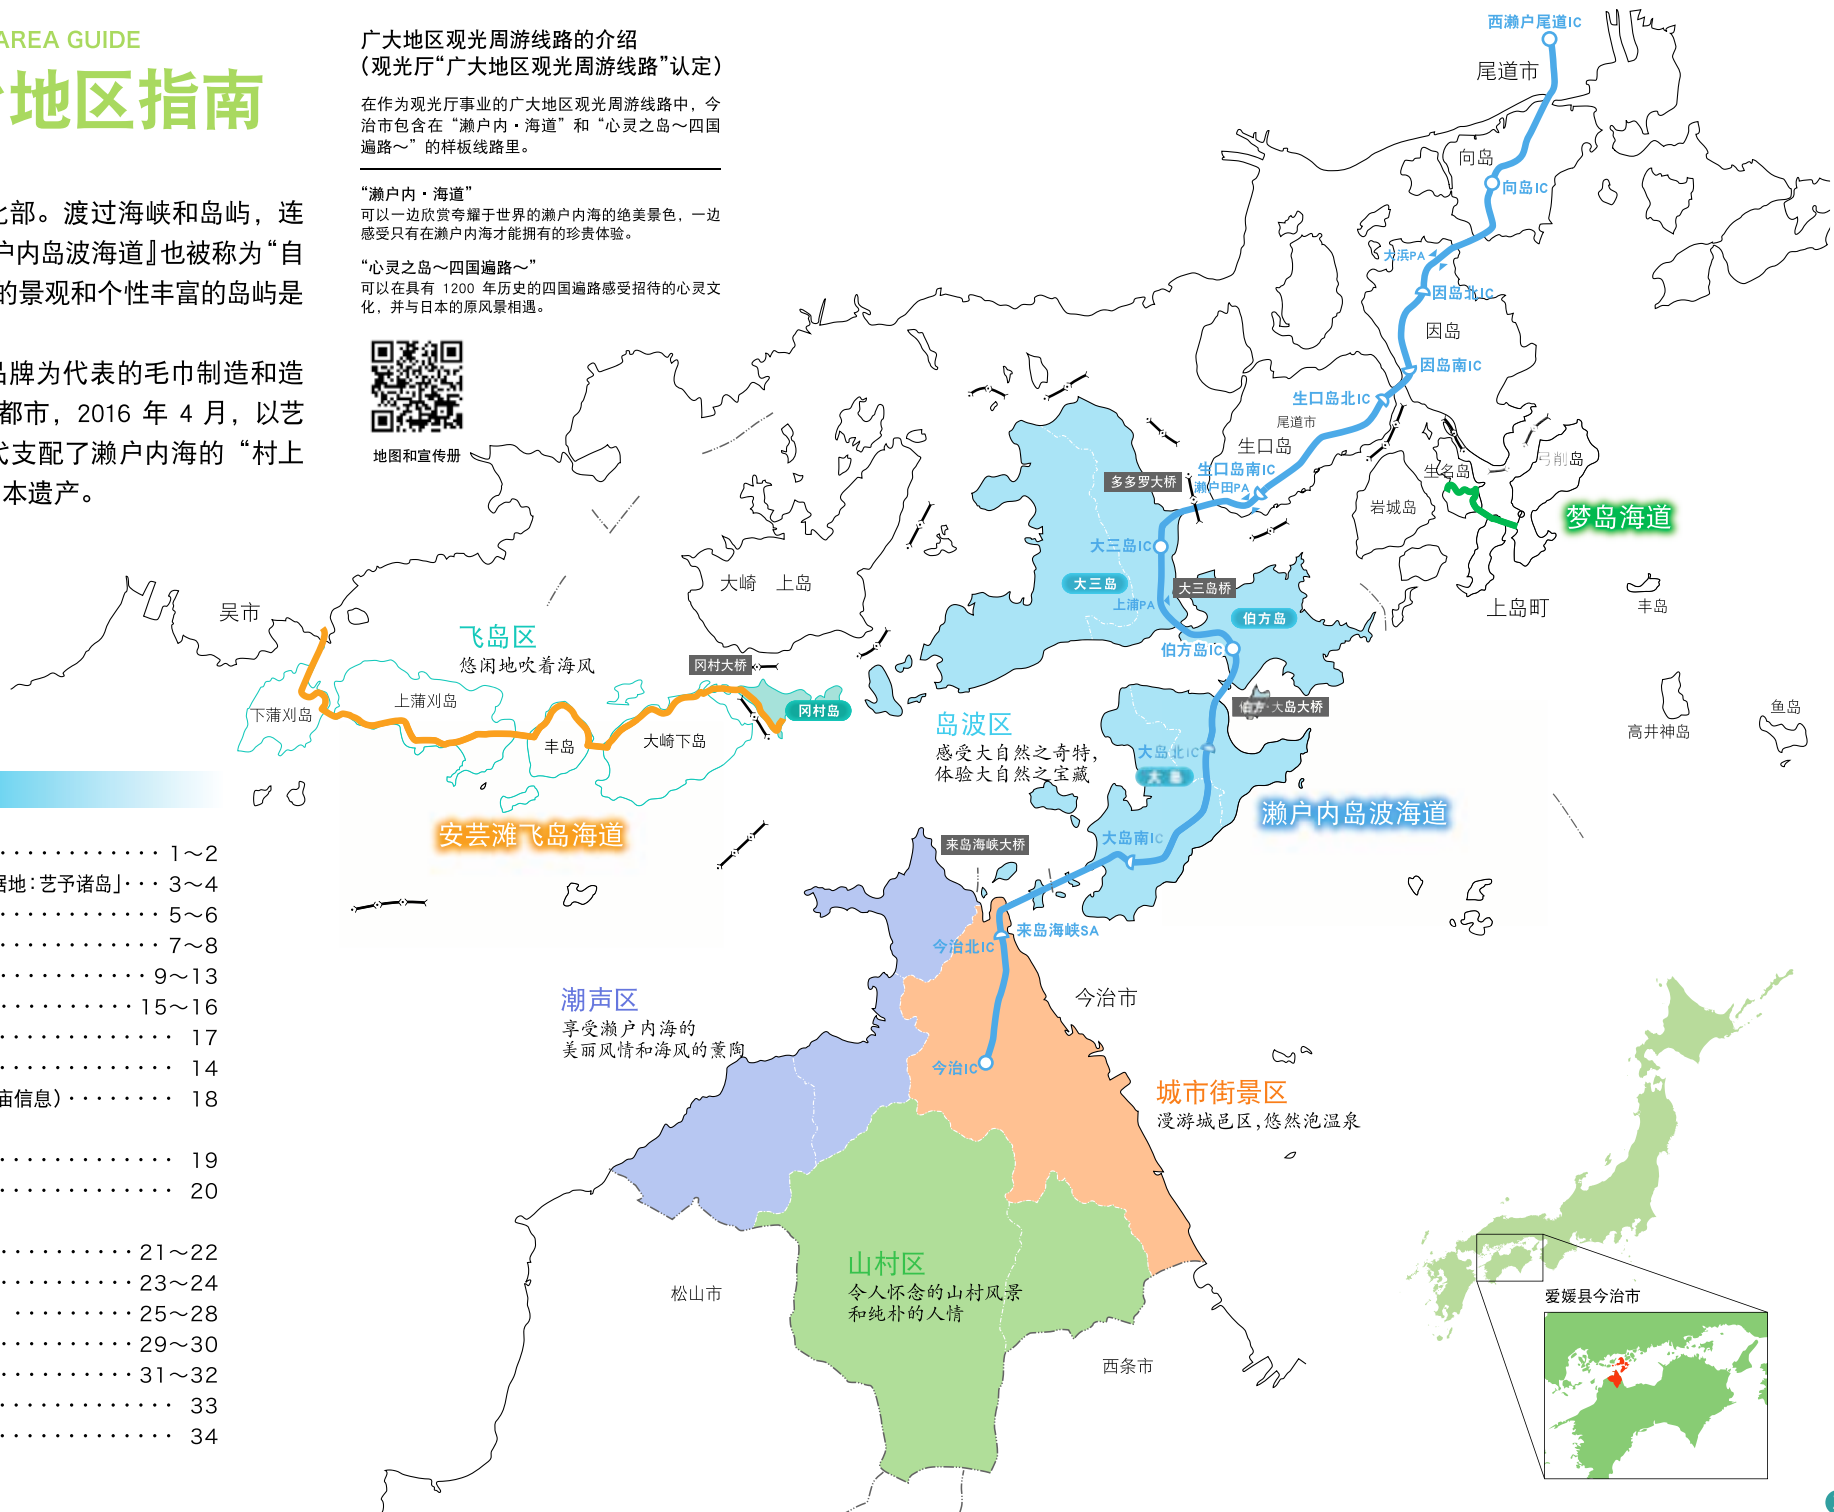 AREA GUIDE
地区指南
北部。渡过海峡和岛屿，连
户内岛波海道』也被称为“自
的景观和个性丰富的岛屿是
品牌为代表的毛巾制造和造
都市，2016 年 4 月，以艺
代支配了濑户内海的“村上
本遗产。
1～2
据地：艺予诸岛」··· 3～4
5～6
7～8
9～13
15～16
17
14
庙信息）········ 18
19
20
21～22
23～24
25～28
29～30
31～32
33
34
广大地区观光周游线路的介绍
（观光厅“广大地区观光周游线路”认定）
在作为观光厅事业的广大地区观光周游线路中，今
治市包含在“濑户内・海道”和“心灵之岛～四国
遍路～”的样板线路里。
“濑户内・海道”
可以一边欣赏夸耀于世界的濑户内海的绝美景色，一边
感受只有在濑户内海才能拥有的珍贵体验。
“心灵之岛～四国遍路～”
可以在具有 1200 年历史的四国遍路感受招待的心灵文
化，并与日本的原风景相遇。
地图和宣传册
西濑户尾道IC
尾道市
向岛
向岛IC
大浜PA
因岛北IC
因岛
因岛南IC
生口岛北IC
尾道市
生口岛
生口岛南IC
濑户田PA
多多罗大桥
生名岛
弓削岛
岩城岛
梦岛海道
上岛町
丰岛
高井神岛
鱼岛
大三岛IC
大三岛
大三岛桥
上浦PA
伯方岛
伯方岛IC
伯方·大岛大桥
大崎 上岛
吴市
飞岛区
悠闲地吹着海风
冈村大桥
冈村岛
下蒲刈岛
上蒲刈岛
丰岛
大崎下岛
安芸滩飞岛海道
岛波区
感受大自然之奇特，
体验大自然之宝藏
大岛北IC
大岛
濑户内岛波海道
大岛南IC
来岛海峡大桥
来岛海峡SA
今治北IC
今治市
今治IC
潮声区
享受濑户内海的
美丽风情和海风的薰陶
城市街景区
漫游城邑区，悠然泡温泉
山村区
令人怀念的山村风景
和纯朴的人情
松山市
西条市
爱媛县今治市